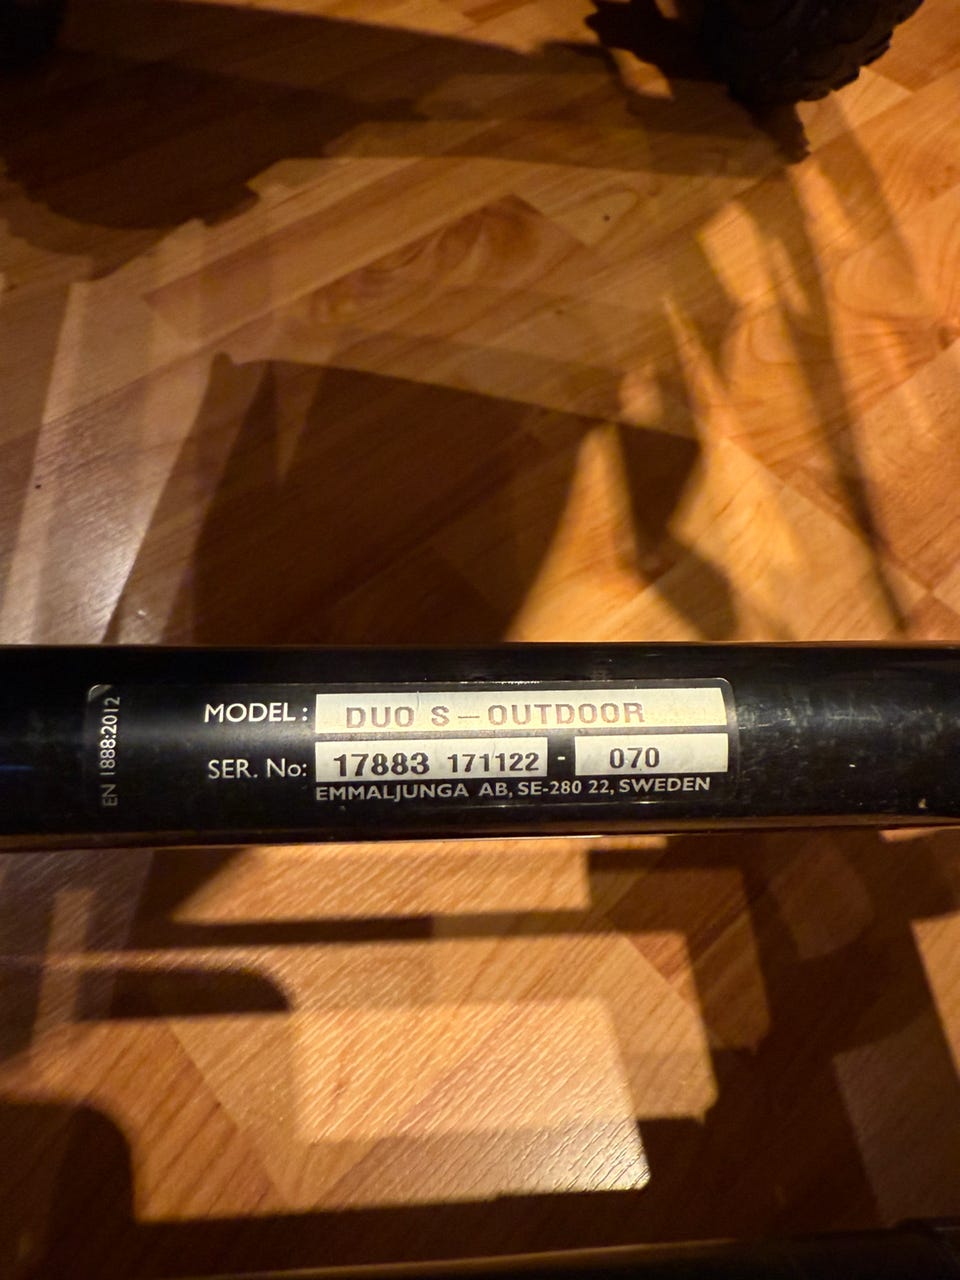 EN 1888:2012
MODEL: DUO S – OUTDOOR
SER. No: 17883 171122 - 070
EMMALJUNGA AB, SE-280 22, SWEDEN